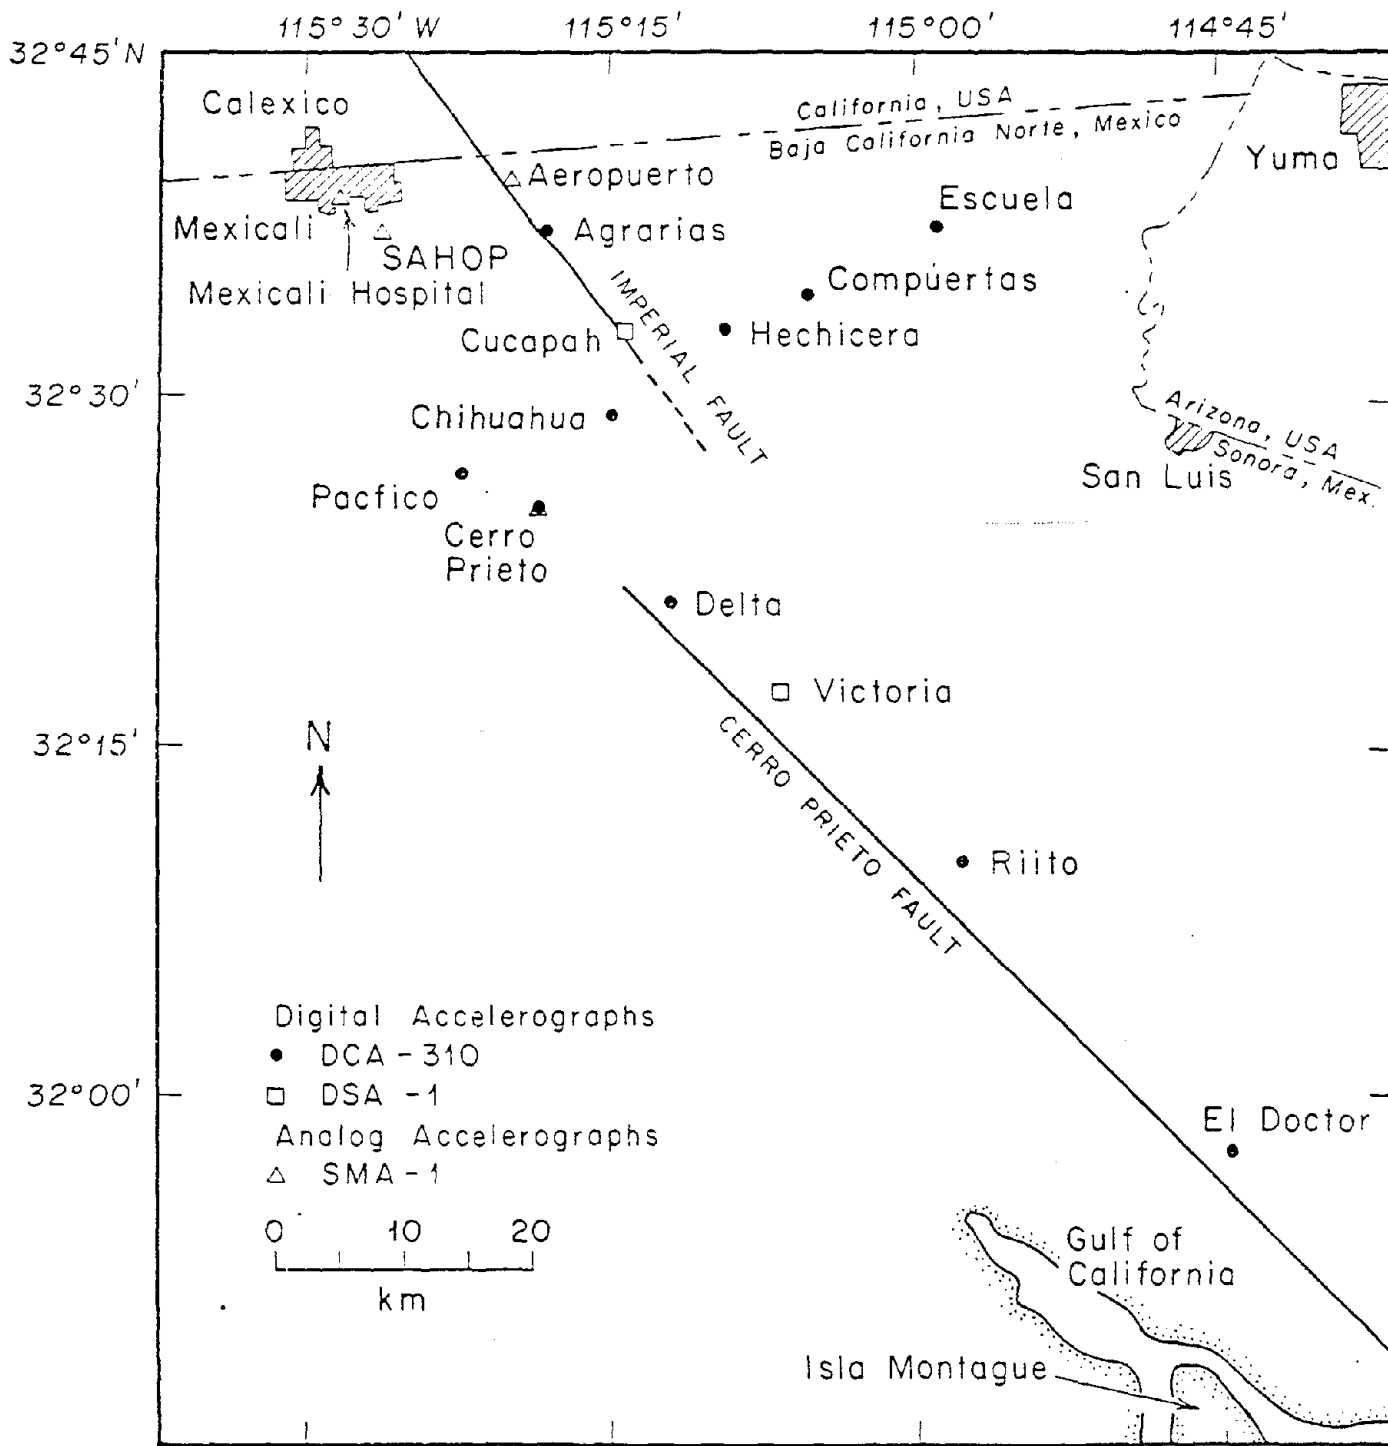 115°30' W 115°15' 115°00' 114°45'
32°45' N
Calexico
California, USA
Baja California Norte, Mexico
Yuma
Aeropuerto
Escuela
Mexicali
Agrarias
SAHOP
Compúertas
Mexicali Hospital
IMPERIAL FAULT
Cucapah
Hechicera
32°30'
Chihuahua
Arizona, USA
Sonora, Mex.
San Luis
Pacfico
Cerro
Prieto
Delta
Victoria
32°15'
N
CERRO PRIETO FAULT
Riito
Digital Accelerographs
DCA-310
32°00'
DSA -1
El Doctor
Analog Accelerographs
SMA-1
0 10 20
km
Gulf of
California
Isla Montague